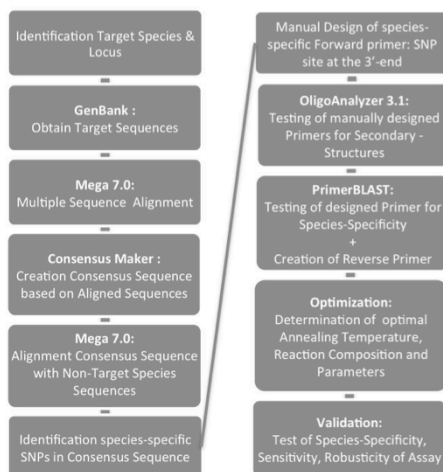 Identification Target Species &
Locus
GenBank :
Obtain Target Sequences
Mega 7.0:
Multiple Sequence Alignment
Consensus Maker :
Creation Consensus Sequence
based on Aligned Sequences
Mega 7.0:
Alignment Consensus Sequence
with Non-Target Species
Sequences
Identification species-specific
SNPs in Consensus Sequence
Manual Design of species-
specific Forward primer: SNP
site at the 3'-end
OligoAnalyzer 3.1:
Testing of manually designed
Primers for Secondary -
Structures
PrimerBLAST:
Testing of designed Primer for
Species-Specificity
+
Creation of Reverse Primer
Optimization:
Determination of optimal
Annealing Temperature,
Reaction Composition and
Parameters
Validation:
Test of Species-Specificity,
Sensitivity, Robusticity of Assay